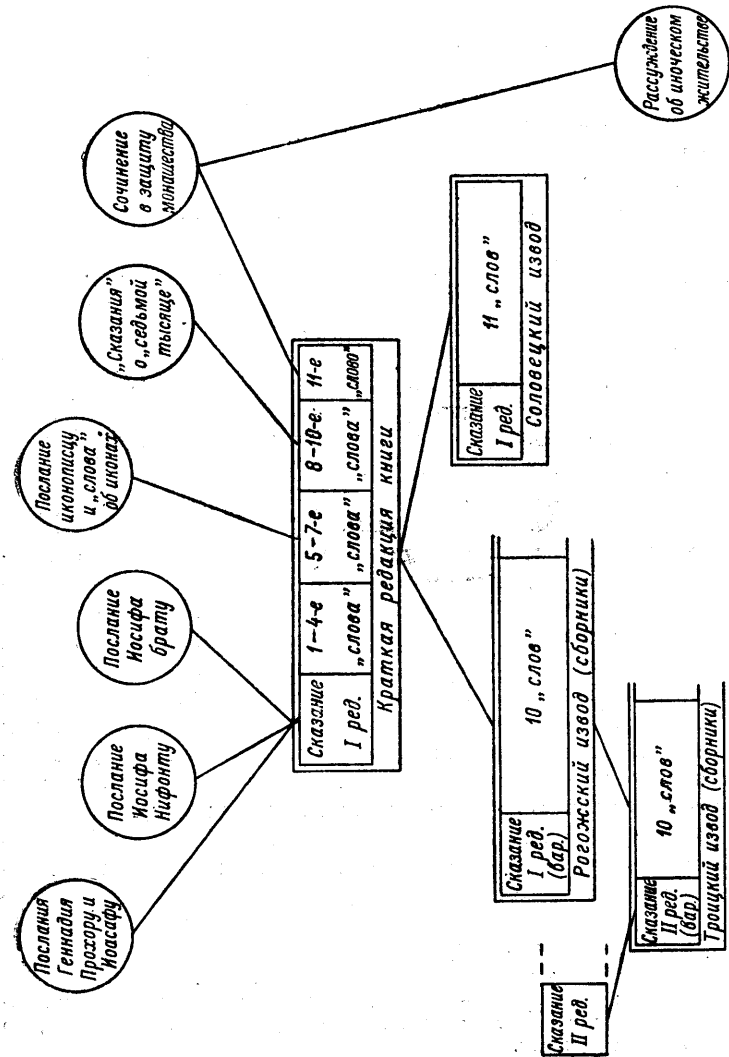 Послания
Геннадия
Прохору и
Иоасафу
Послание
Иосифа
Нифонту
Послание
Иосифа
брату
Послание
иконописцу
и „слова”
об иконах
„Сказания”
о „седьмой
тысяще”
Сочинение
в защиту
монашества
Сказание
I ред.
1–4-е
„слова”
5–7-е
„слова”
8–10-е
„слова”
11-е
„слово”
Краткая редакция книги
Сказание
I ред.
(вар.)
10 „слов”
Рогожский извод (сборники)
Сказание
I ред.
11 „слов”
Соловецкий извод
Рассуждение
об иноческом
жительстве
Сказание
II ред.
Сказание
II ред.
(вар.)
10 „слов”
Троицкий извод (сборники)